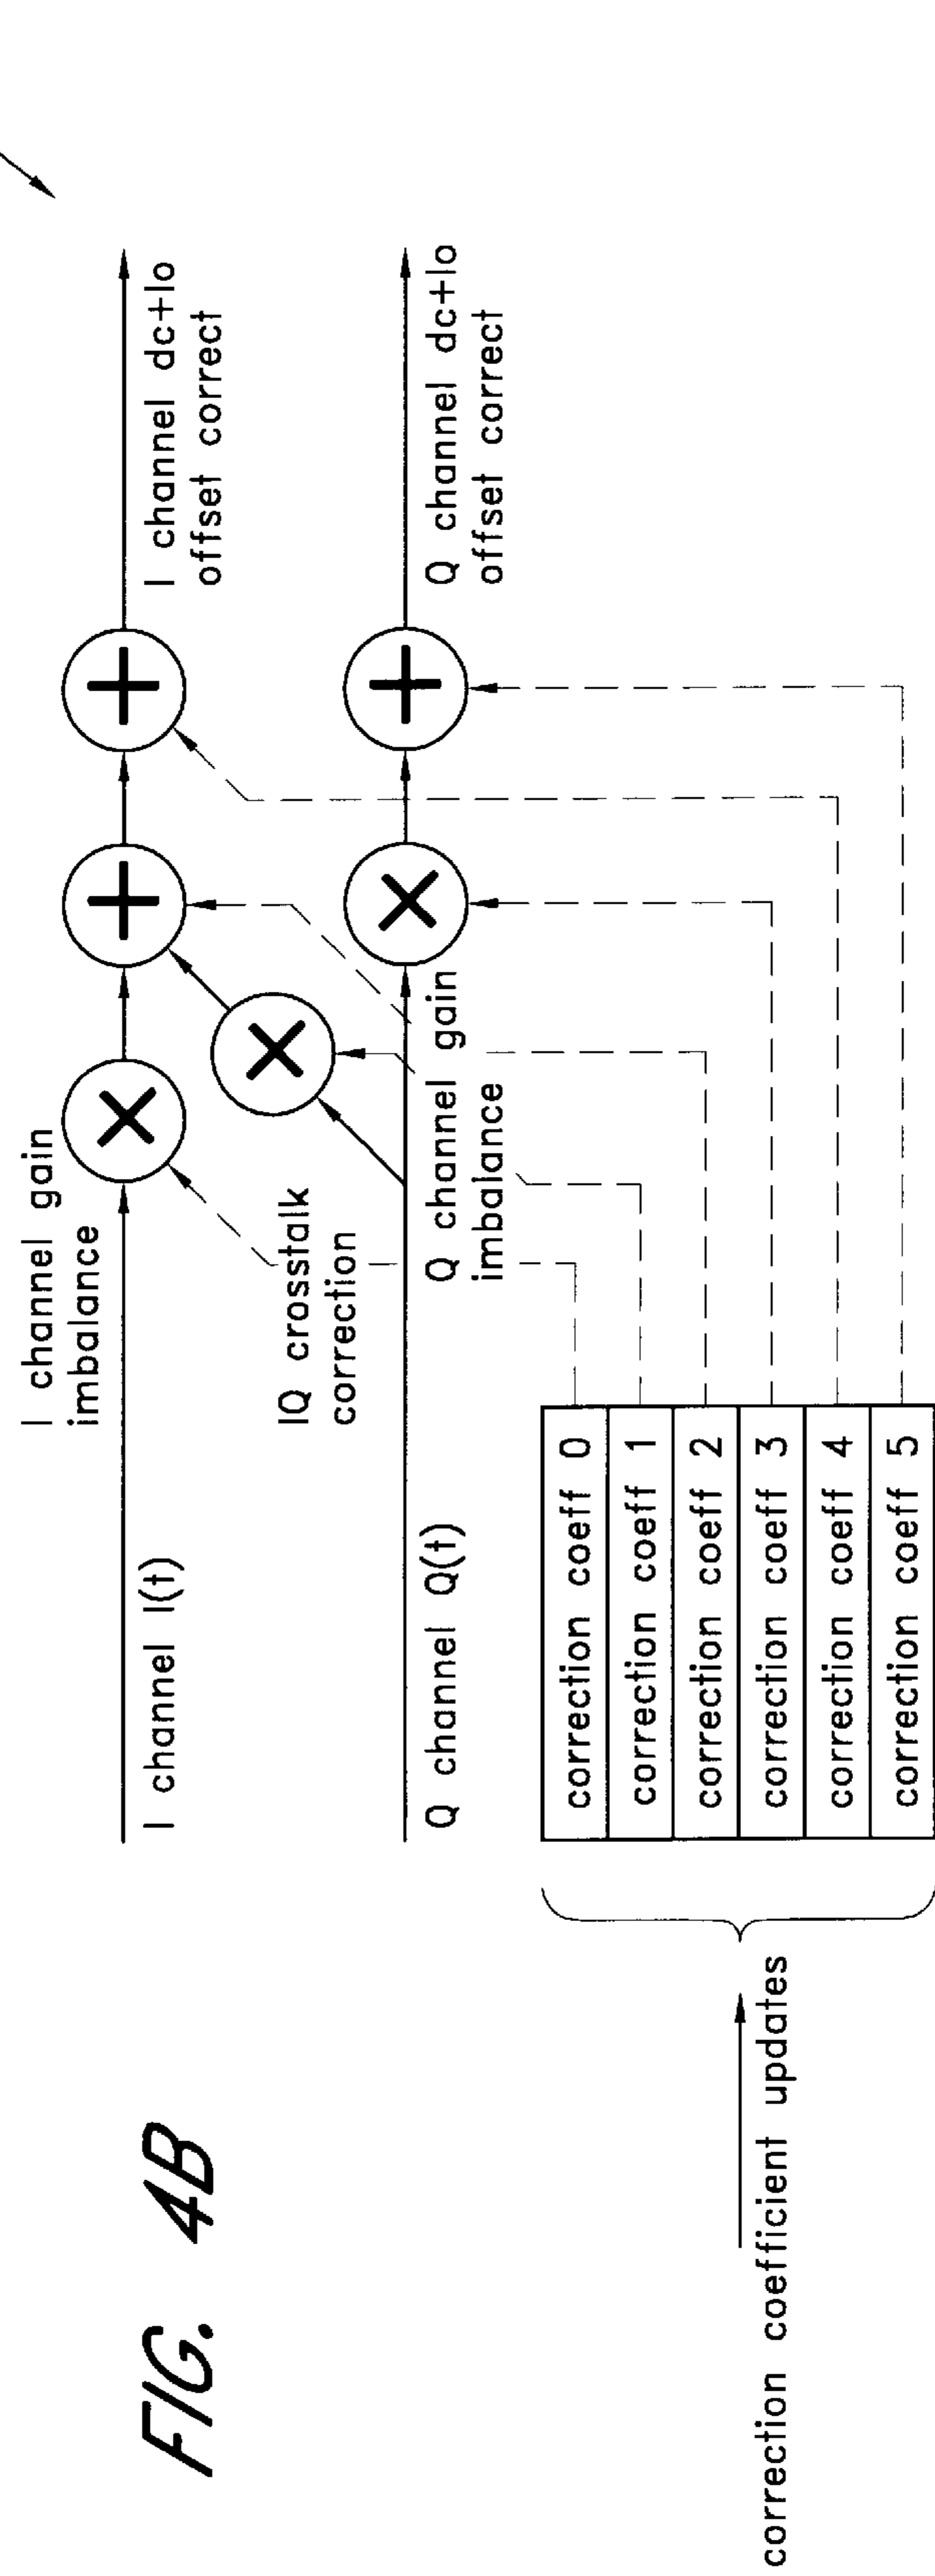 FIG. 4B
I channel gain
imbalance
I channel I(t)
I channel dc+lo
offset correct
IQ crosstalk
correction
Q channel Q(t)
Q channel gain
imbalance
Q channel dc+lo
offset correct
correction coeff 0
correction coeff 1
correction coeff 2
correction coeff 3
correction coeff 4
correction coeff 5
correction coefficient updates